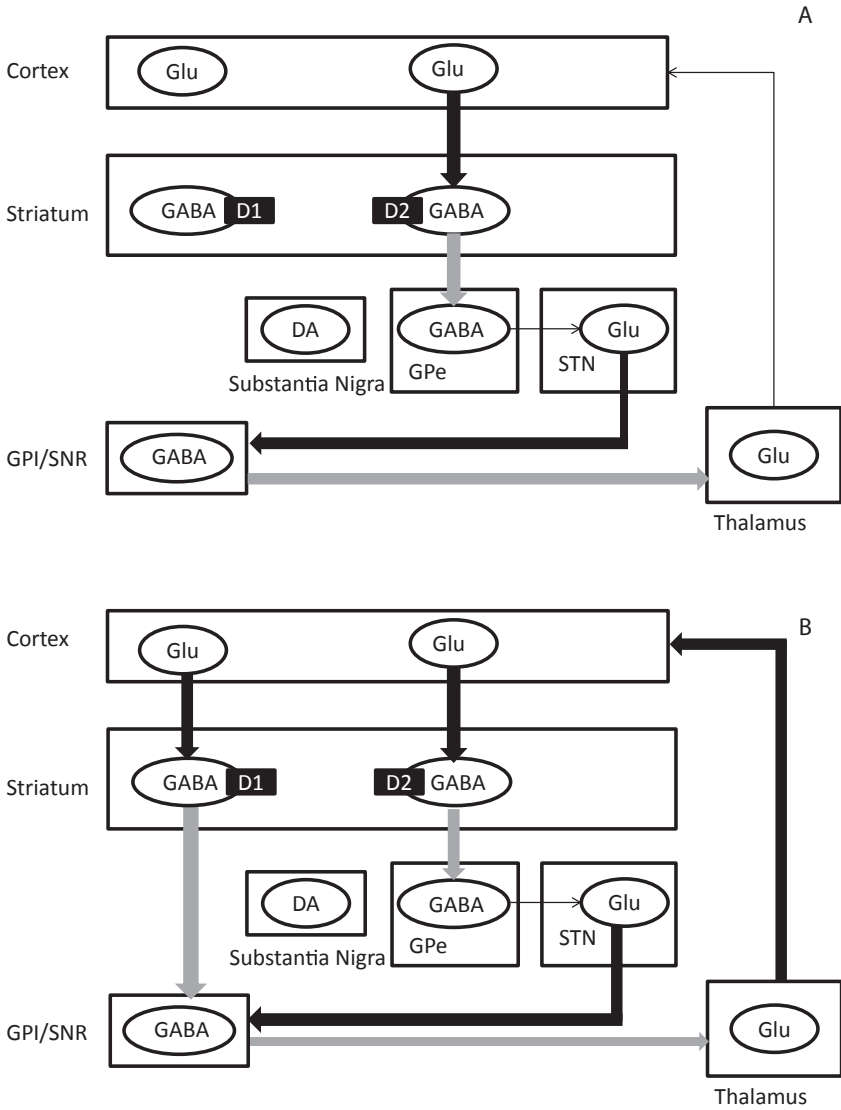 A
Cortex
Glu
Glu
Striatum
GABA D1
D2 GABA
DA
GABA
Glu
GPe
STN
Substantia Nigra
GPI/SNR
GABA
Glu
Thalamus
B
Cortex
Glu
Glu
Striatum
GABA D1
D2 GABA
DA
GABA
Glu
GPe
STN
Substantia Nigra
GPI/SNR
GABA
Glu
Thalamus